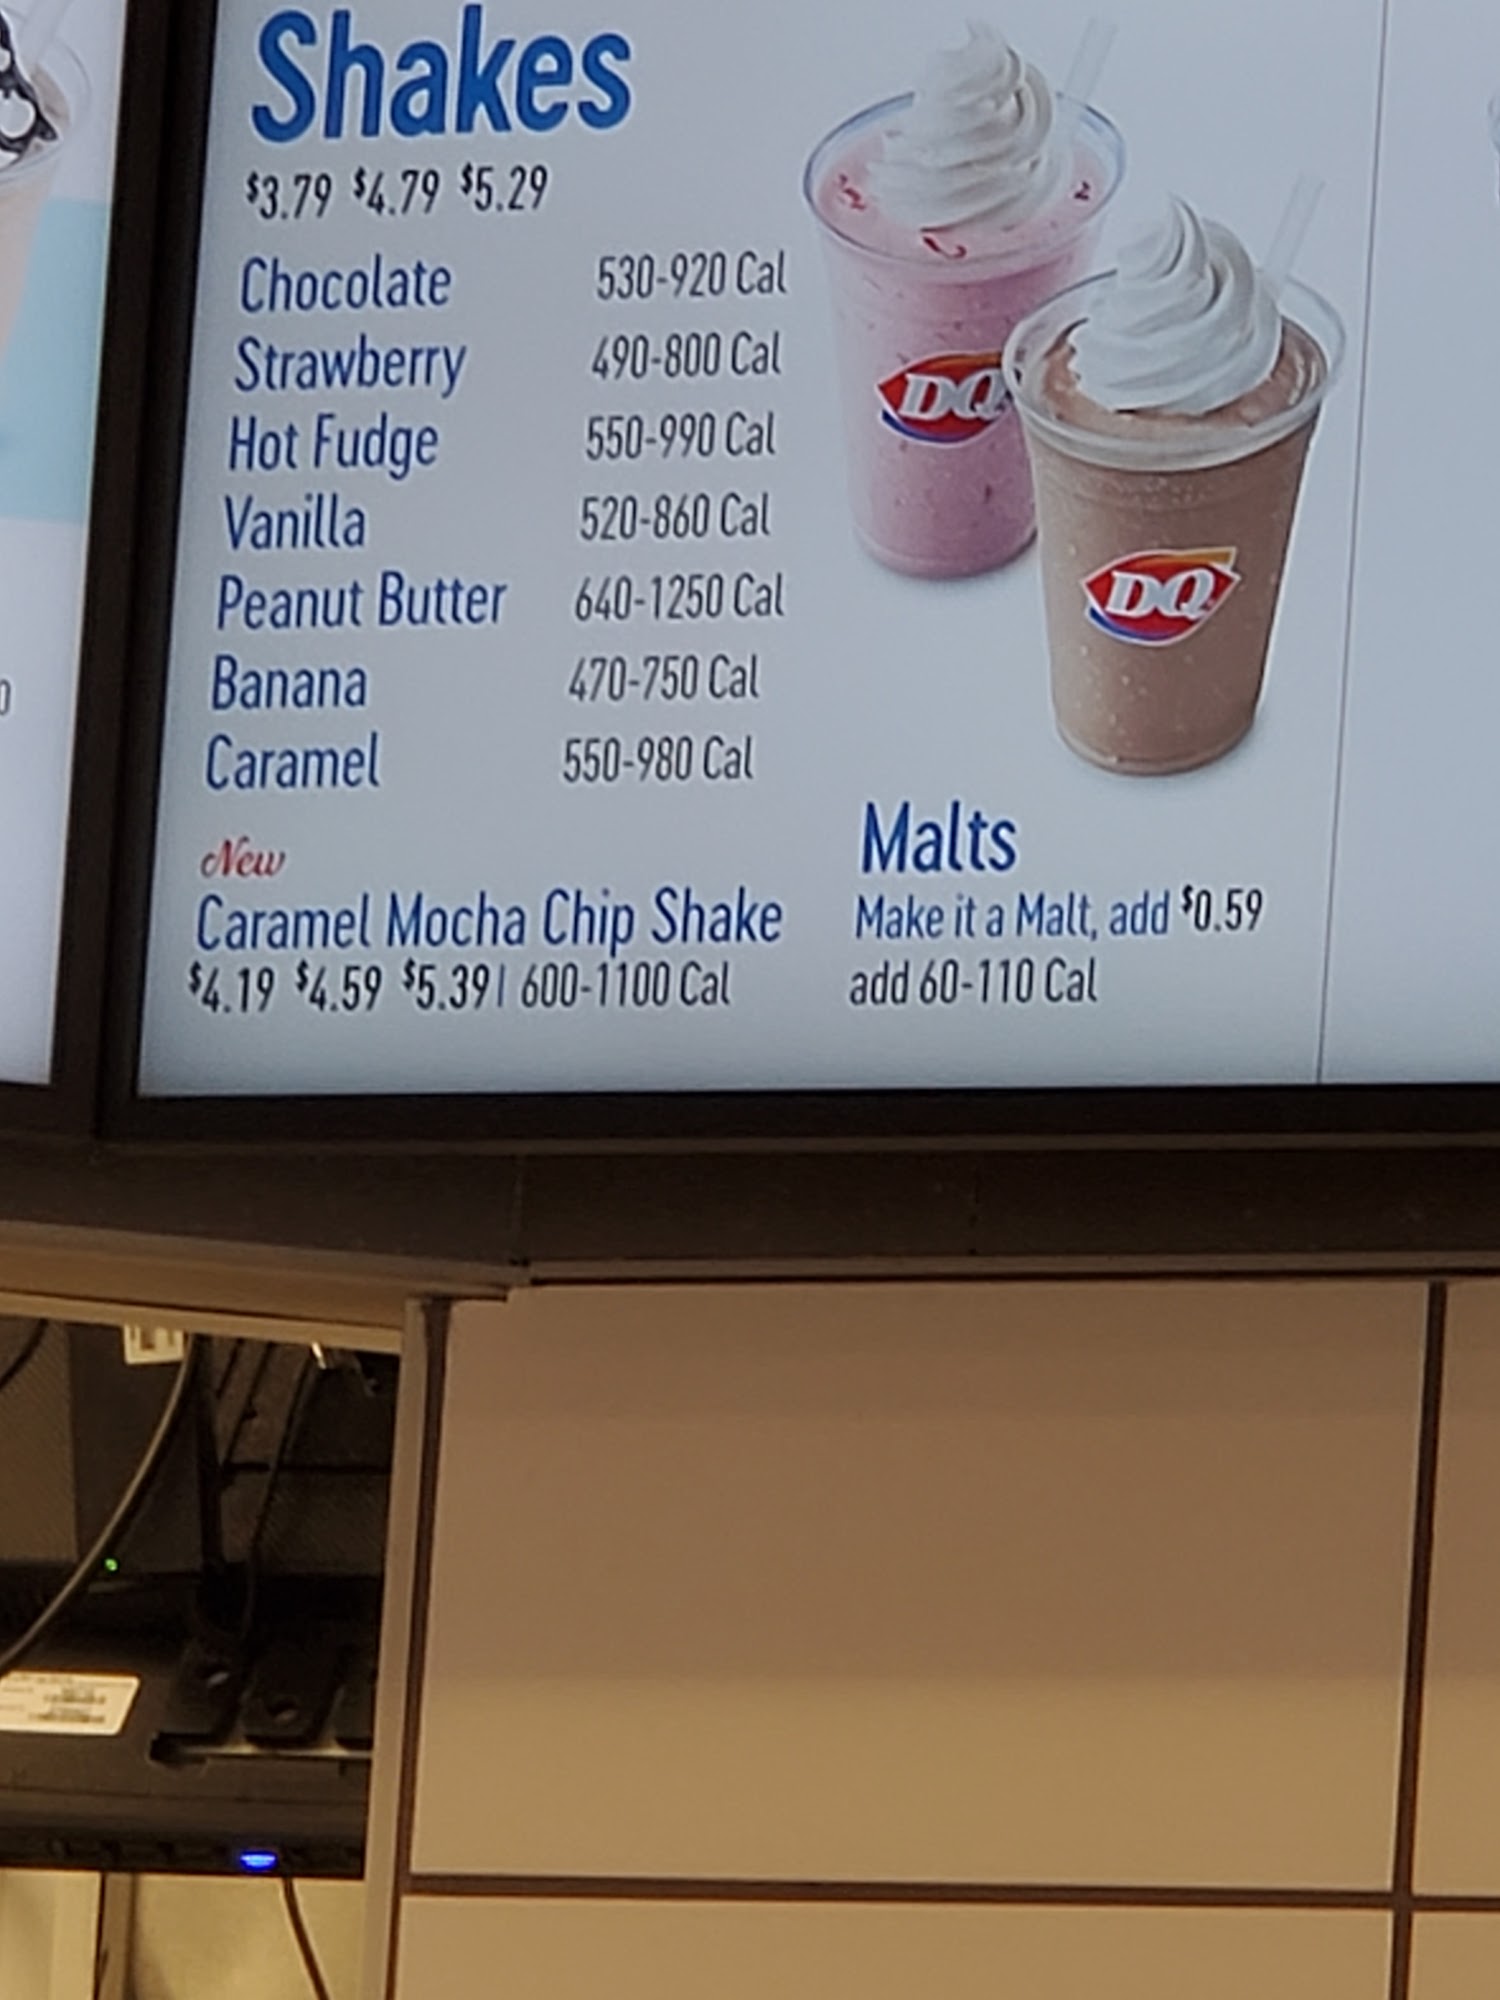 Shakes
$3.79 $4.79 $5.29
Chocolate 530-920 Cal
Strawberry 490-800 Cal
Hot Fudge 550-990 Cal
Vanilla 520-860 Cal
Peanut Butter 640-1250 Cal
Banana 470-750 Cal
Caramel 550-980 Cal
New
Caramel Mocha Chip Shake
$4.19 $4.59 $5.39| 600-1100 Cal
DQ
DQ
Malts
Make it a Malt, add $0.59
add 60-110 Cal